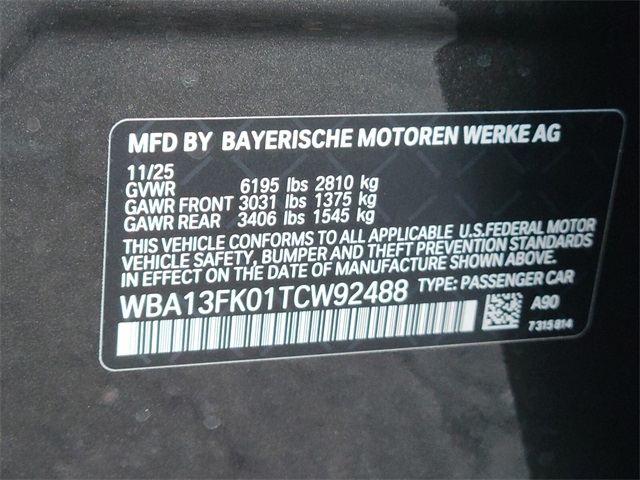 MFD BY BAYERISCHE MOTOREN WERKE AG
11/25
GVWR 6195 lbs 2810 kg
GAWR FRONT 3031 lbs 1375 kg
GAWR REAR 3406 lbs 1545 kg
THIS VEHICLE CONFORMS TO ALL APPLICABLE U.S.FEDERAL MOTOR
VEHICLE SAFETY, BUMPER AND THEFT PREVENTION STANDARDS
IN EFFECT ON THE DATE OF MANUFACTURE SHOWN ABOVE.
WBA13FK01TCW92488 TYPE: PASSENGER CAR
A90
7315814